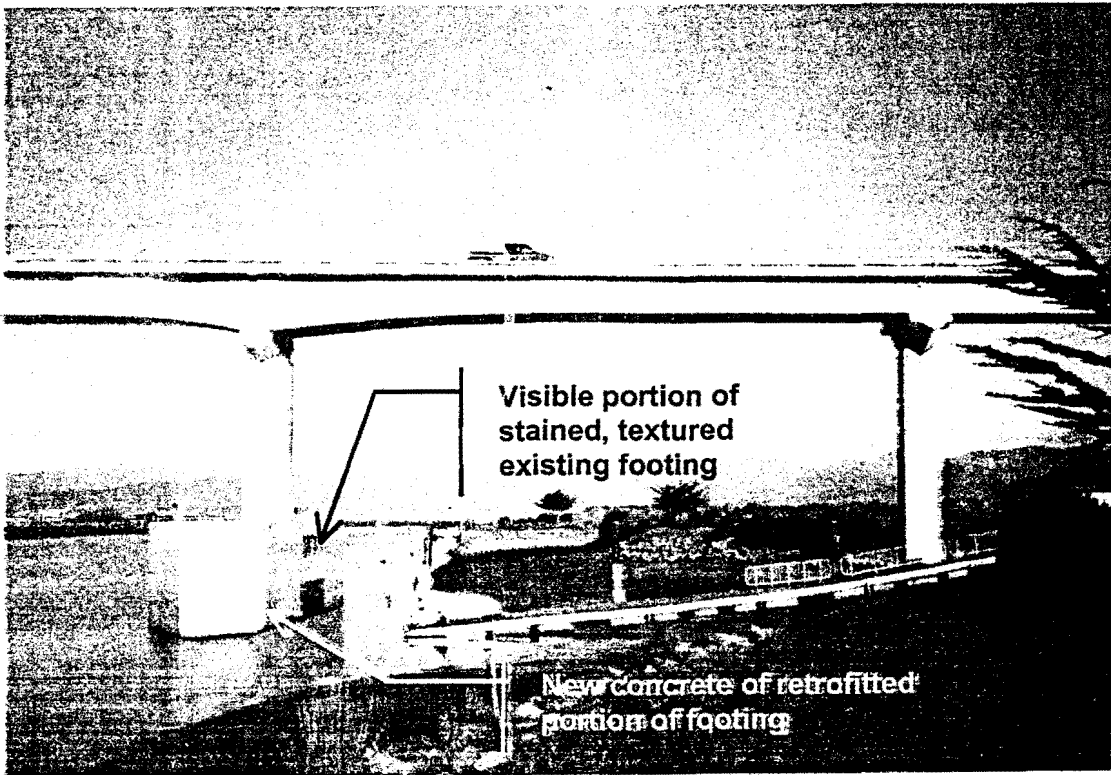 Visible portion of
stained, textured
existing footing
New concrete of retrofitted
portion of footing